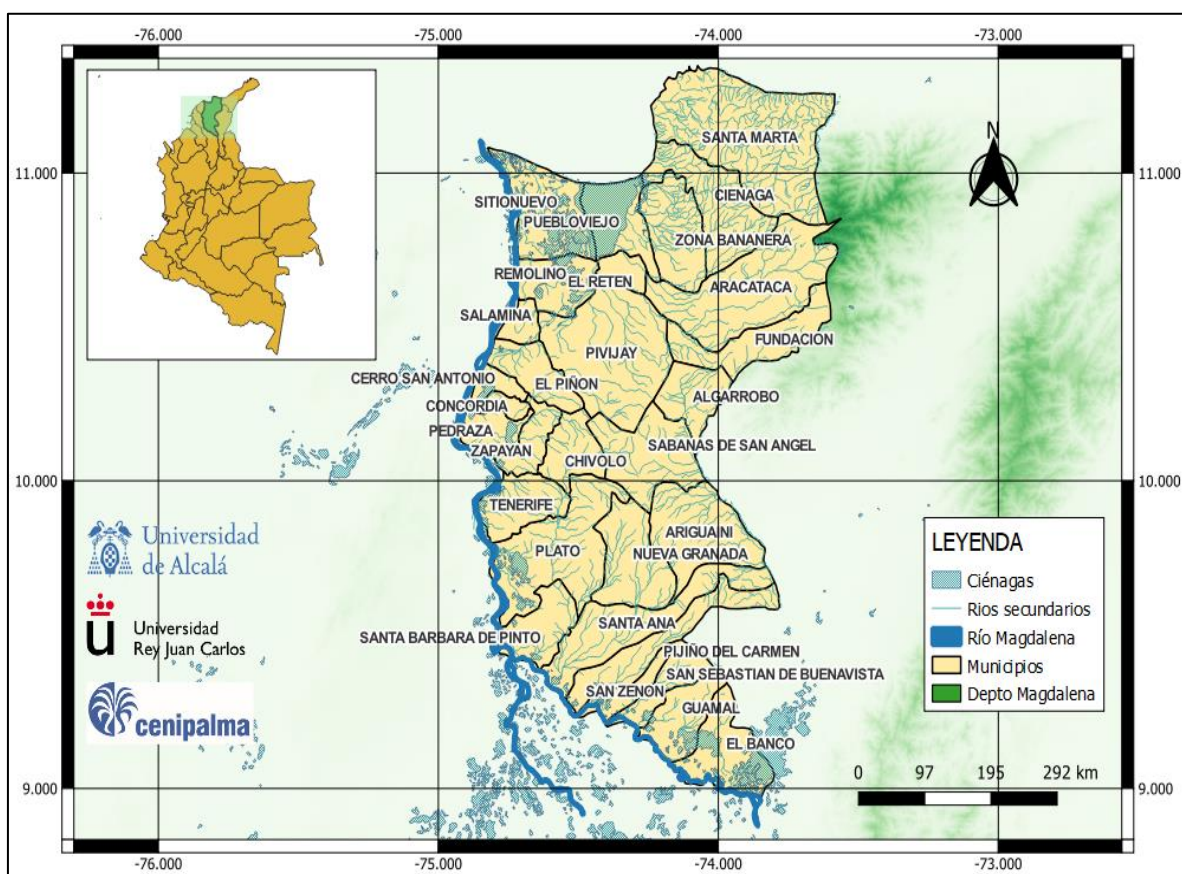 -76.000 -75.000 -74.000 -73.000
N
SANTA MARTA
11.000 11.000
CIENAGA
SITIONUEVO
PUEBLOVIEJO
ZONA BANANERA
REMOLINO
EL RETEN
ARACATACA
SALAMINA
FUNDACION
PIVIJAY
CERRO SAN ANTONIO
EL PIÑON
ALGARROBO
CONCORDIA
PEDRAZA
SABANAS DE SAN ANGEL
ZAPAYAN
CHIVOLO
10.000 10.000
TENERIFE
ARIGUAINI
PLATO
NUEVA GRANADA
SANTA ANA
SANTA BARBARA DE PINTO
PIJIÑO DEL CARMEN
SAN SEBASTIAN DE BUENAVISTA
SAN ZENON
GUAMAL
EL BANCO
Universidad
de Alcalá
u
Universidad
Rey Juan Carlos
cenipalma
LEYENDA
Ciénagas
Rios secundarios
Río Magdalena
Municipios
Depto Magdalena
0 97 195 292 km
9.000 9.000
-76.000 -75.000 -74.000 -73.000